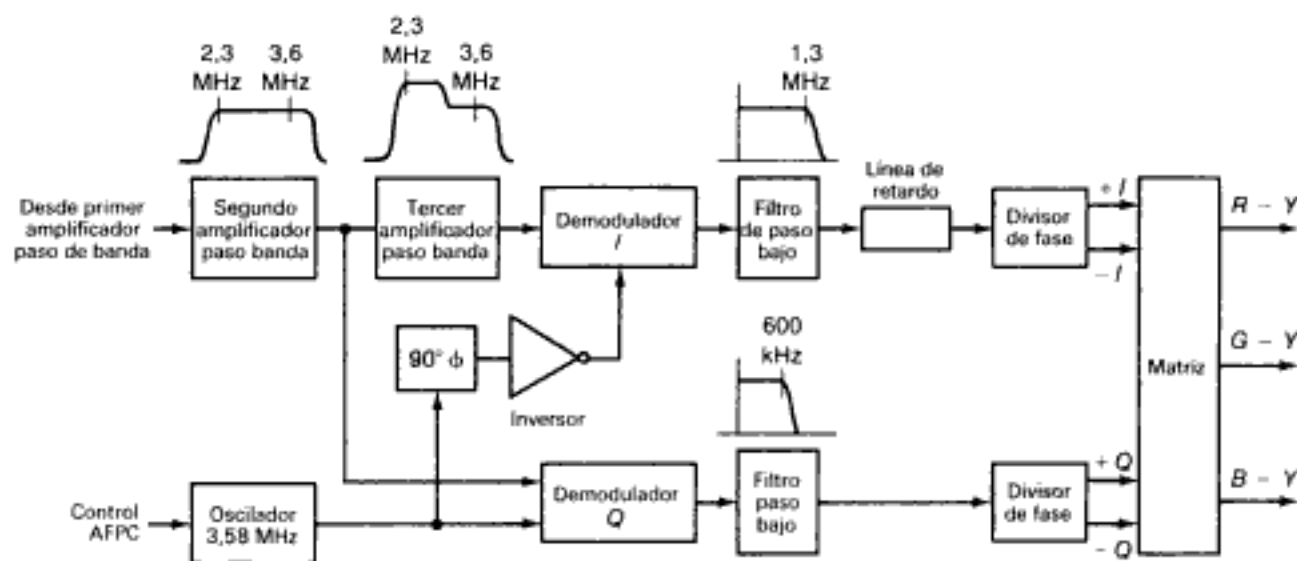 2,3
MHz
3,6
MHz
2,3
MHz
3,6
MHz
1,3
MHz
Desde primer
amplificador
paso de banda
Segundo
amplificador
paso banda
Tercer
amplificador
paso banda
Demodulador
I
Filtro
de paso
bajo
Línea de
retardo
Divisor
de fase
+ I
- I
R - Y
90° ϕ
Inversor
600
kHz
G - Y
Matriz
Control
AFPC
Oscilador
3,58 MHz
Demodulador
Q
Filtro
paso
bajo
Divisor
de fase
+ Q
- Q
B - Y